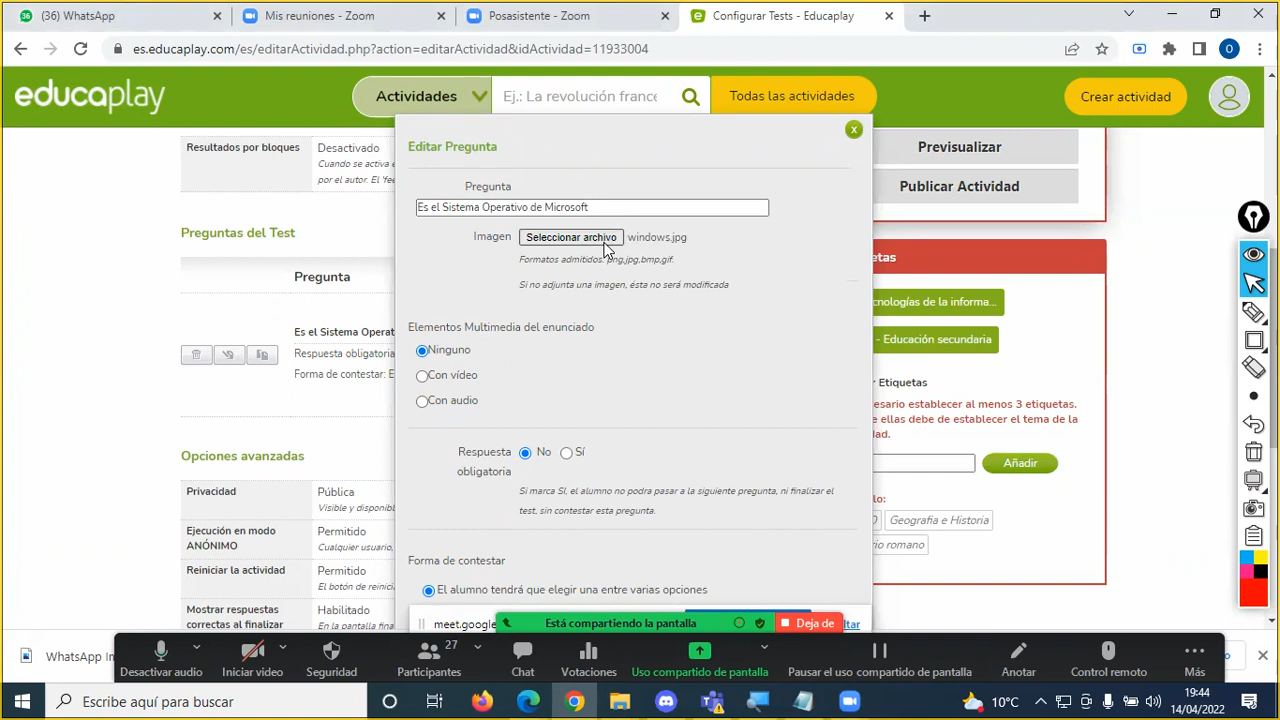 (36) WhatsApp
Mis reuniones - Zoom
Posasistente - Zoom
Configurar Tests - Educaplay
es.educaplay.com/es/editarActividad.php?action=editarActividad&idActividad=11933004
O
educaplay
Actividades
Ej.: La revolución france
Todas las actividades
Crear actividad
Resultados por bloques
Desactivado
Cuando se activa e
por el autor. El 'fee
Preguntas del Test
Pregunta
Es el Sistema Operat
Respuesta obligatoria
Forma de contestar: E
Opciones avanzadas
Privacidad
Pública
Visible y disponibl
Ejecución en modo
ANÓNIMO
Permitido
Cualquier usuario,
Reiniciar la actividad
Permitido
El botón de reinici
Mostrar respuestas
correctas al finalizar
Habilitado
En la pantalla fina
Editar Pregunta
x
Pregunta
Es el Sistema Operativo de Microsoft
Imagen
Seleccionar archivo
windows.jpg
Formatos admitidos: png,jpg,bmp,gif.
Si no adjunta una imagen, ésta no será modificada
Elementos Multimedia del enunciado
Ninguno
Con vídeo
Con audio
Respuesta
obligatoria
No
Sí
Si marca SI, el alumno no podra pasar a la siguiente pregunta, ni finalizar el
test, sin contestar esta pregunta.
Forma de contestar
El alumno tendrá que elegir una entre varias opciones
Previsualizar
Publicar Actividad
etas
cnologías de la informa...
- Educación secundaria
r Etiquetas
esario establecer al menos 3 etiquetas.
e ellas debe de establecer el tema de la
dad.
Añadir
lo:
Geografia e Historia
rio romano
meet.google
Está compartiendo la pantalla
Deja de
ltar
WhatsApp Im
Desactivar audio
Iniciar video
Seguridad
27
Participantes
Chat
Votaciones
Uso compartido de pantalla
Pausar el uso compartido de pantalla
Anotar
Control remoto
Más
Escribe aquí para buscar
10°C
19:44
14/04/2022